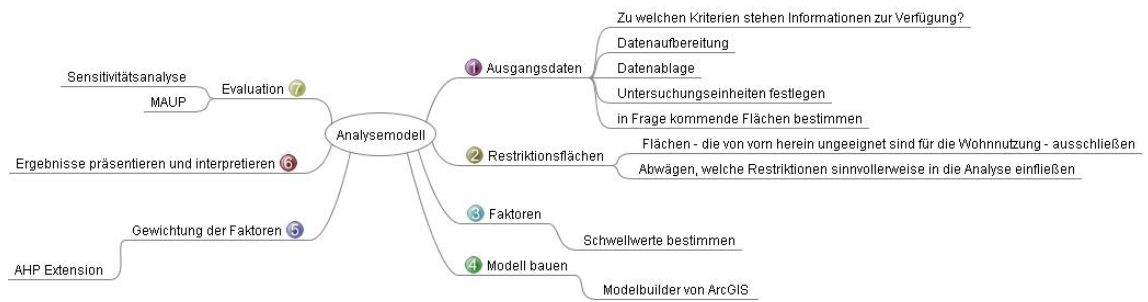 Analysemodell
1 Ausgangsdaten
Zu welchen Kriterien stehen Informationen zur Verfügung?
Datenaufbereitung
Datenablage
Untersuchungseinheiten festlegen
in Frage kommende Flächen bestimmen
2 Restriktionsflächen
Flächen - die von vorn herein ungeeignet sind für die Wohnnutzung - ausschließen
Abwägen, welche Restriktionen sinnvollerweise in die Analyse einfließen
3 Faktoren
Schwellwerte bestimmen
4 Modell bauen
Modelbuilder von ArcGIS
Gewichtung der Faktoren 5
AHP Extension
Ergebnisse präsentieren und interpretieren 6
Evaluation 7
Sensitivitätsanalyse
MAUP